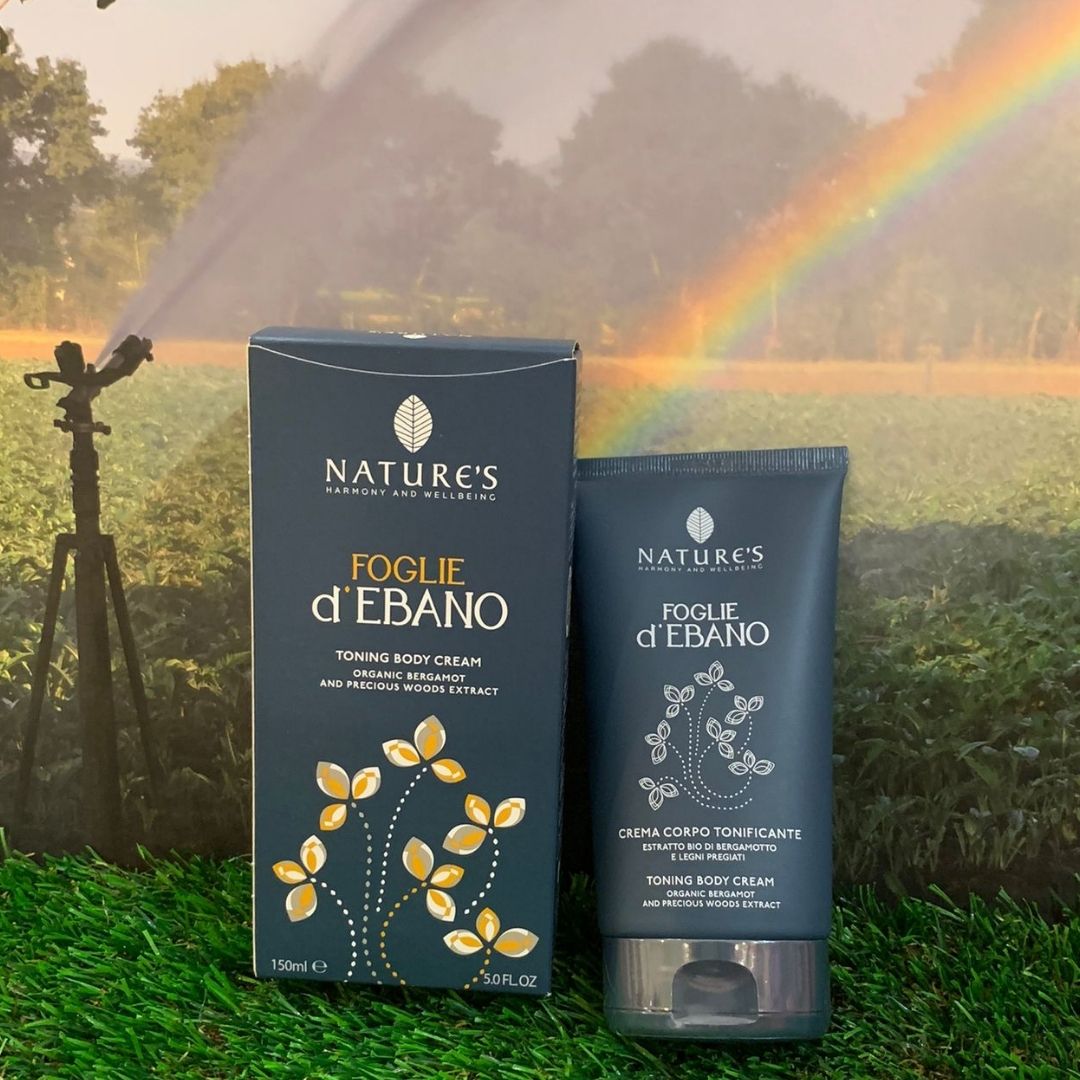 NATURE'S
HARMONY AND WELLBEING
FOGLIE
d'EBANO
TONING BODY CREAM
ORGANIC BERGAMOT
AND PRECIOUS WOODS EXTRACT
150ml ℮
5.0 FL.OZ
NATURE'S
HARMONY AND WELLBEING
FOGLIE
d'EBANO
CREMA CORPO TONIFICANTE
ESTRATTO BIO DI BERGAMOTTO
E LEGNI PREGIATI
TONING BODY CREAM
ORGANIC BERGAMOT
AND PRECIOUS WOODS EXTRACT